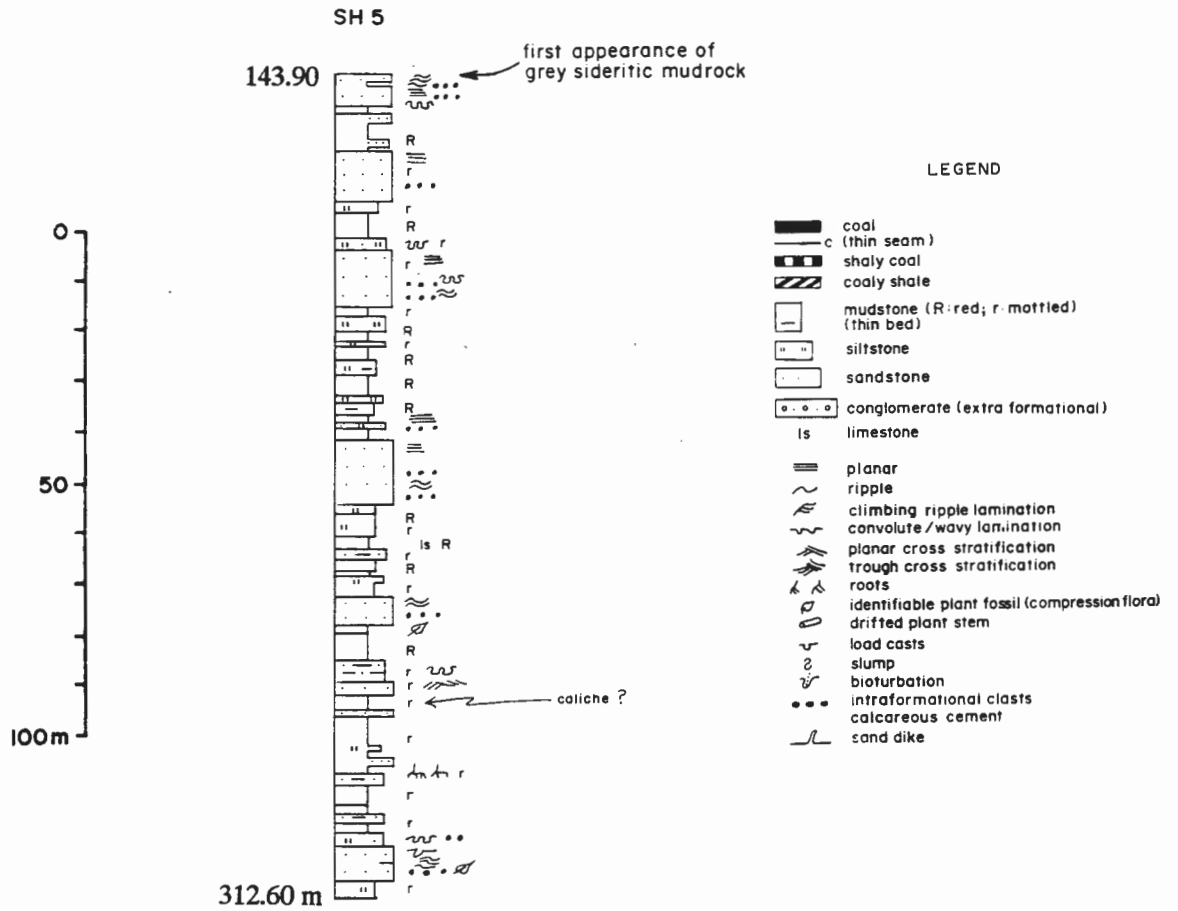 SH 5
first appearance of
grey sideritic mudrock
143.90
R
r
r
R
r
r
r
R
r
R
R
R
R
r
ls R
r
R
r
R
r
r
r
caliche ?
r
r
r
r
r
312.60 m
0
50
100m
LEGEND
coal
c (thin seam)
shaly coal
coaly shale
mudstone (R:red; r·mottled)
(thin bed)
siltstone
sandstone
conglomerate (extra formational)
ls limestone
planar
ripple
climbing ripple lamination
convolute/wavy lamination
planar cross stratification
trough cross stratification
roots
identifiable plant fossil (compression flora)
drifted plant stem
load casts
slump
bioturbation
intraformational clasts
calcareous cement
sand dike